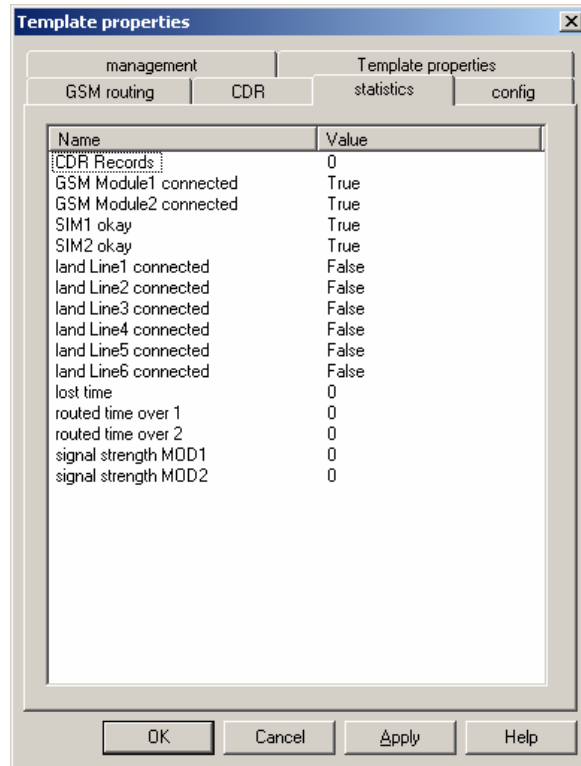 Template properties
management Template properties
GSM routing CDR statistics config
Name Value
CDR Records 0
GSM Module1 connected True
GSM Module2 connected True
SIM1 okay True
SIM2 okay True
land Line1 connected False
land Line2 connected False
land Line3 connected False
land Line4 connected False
land Line5 connected False
land Line6 connected False
lost time 0
routed time over 1 0
routed time over 2 0
signal strength MOD1 0
signal strength MOD2 0
OK Cancel Apply Help